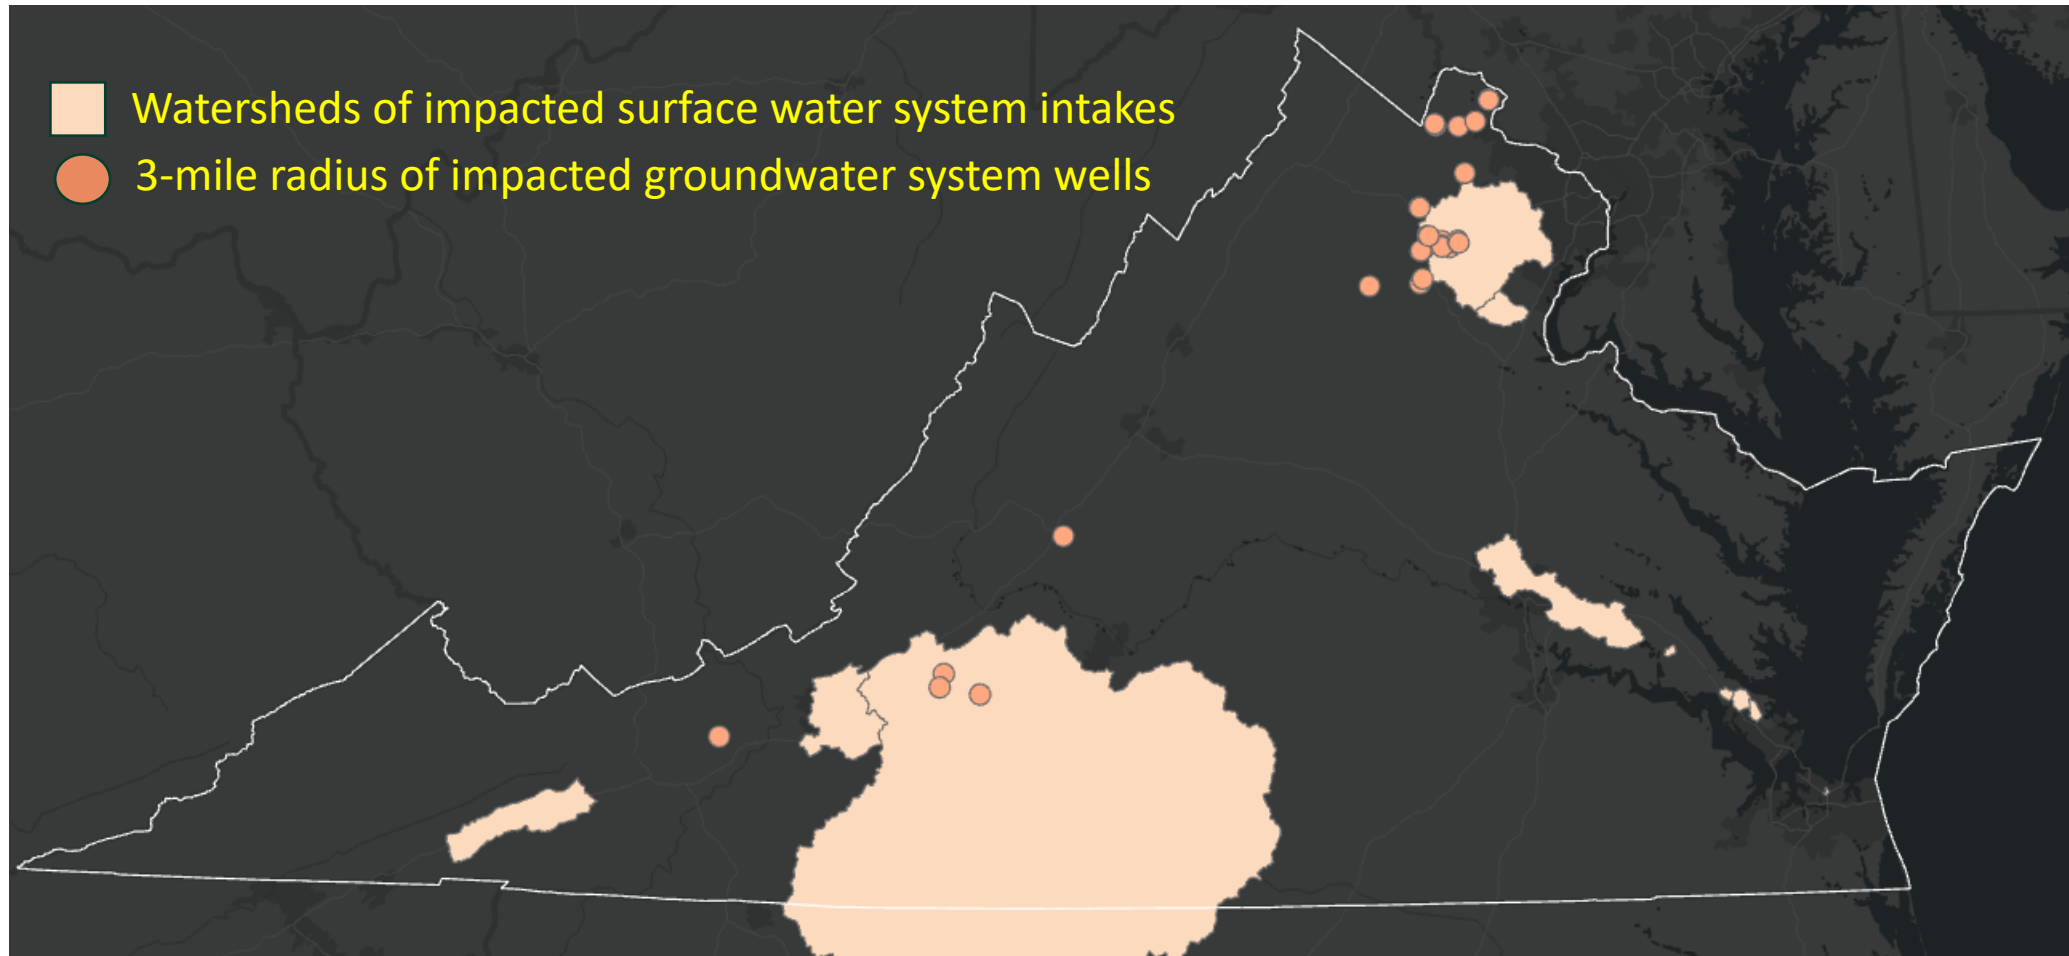 Watersheds of impacted surface water system intakes
3-mile radius of impacted groundwater system wells